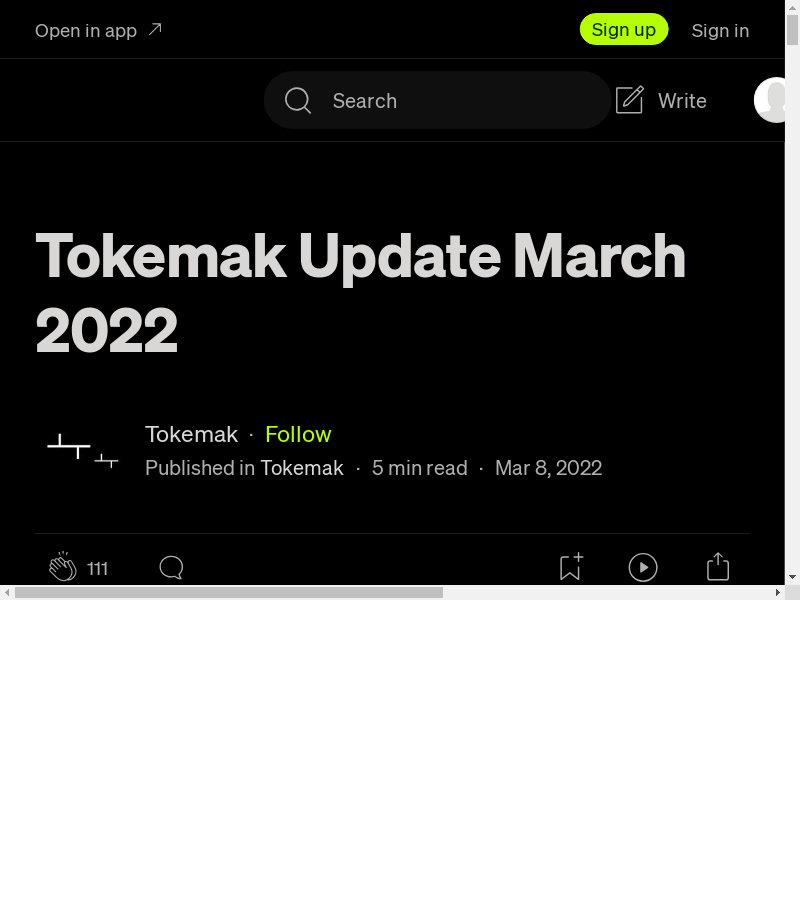 Open in app
Sign up
Sign in
Search
Write
Tokemak Update March
2022
Tokemak · Follow
Published in Tokemak · 5 min read · Mar 8, 2022
111